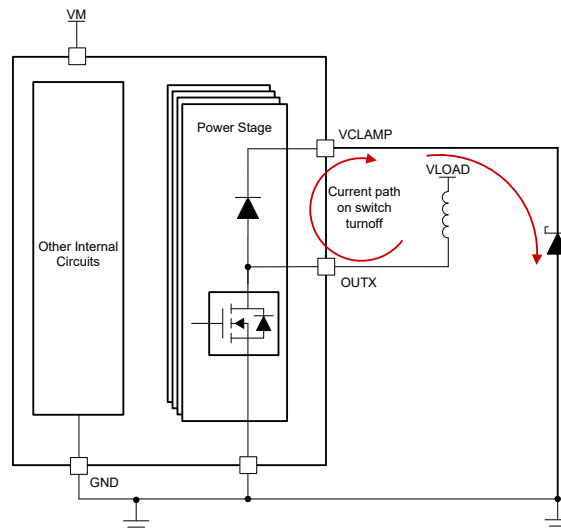 VM
Power Stage
VCLAMP
VLOAD
Current path
on switch
turnoff
Other Internal
Circuits
OUTX
GND